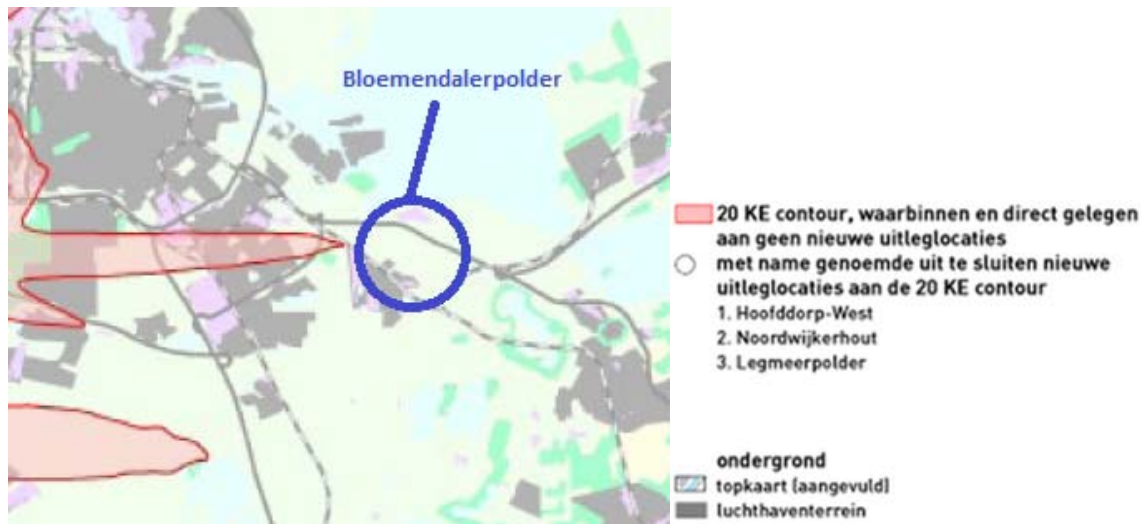 Bloemendalerpolder
20 KE contour, waarbinnen en direct gelegen
aan geen nieuwe uitleglocaties
met name genoemde uit te sluiten nieuwe
uitleglocaties aan de 20 KE contour
1. Hoofddorp-West
2. Noordwijkerhout
3. Legmeerpolder
ondergrond
topkaart (aangevuld)
luchthaventerrein